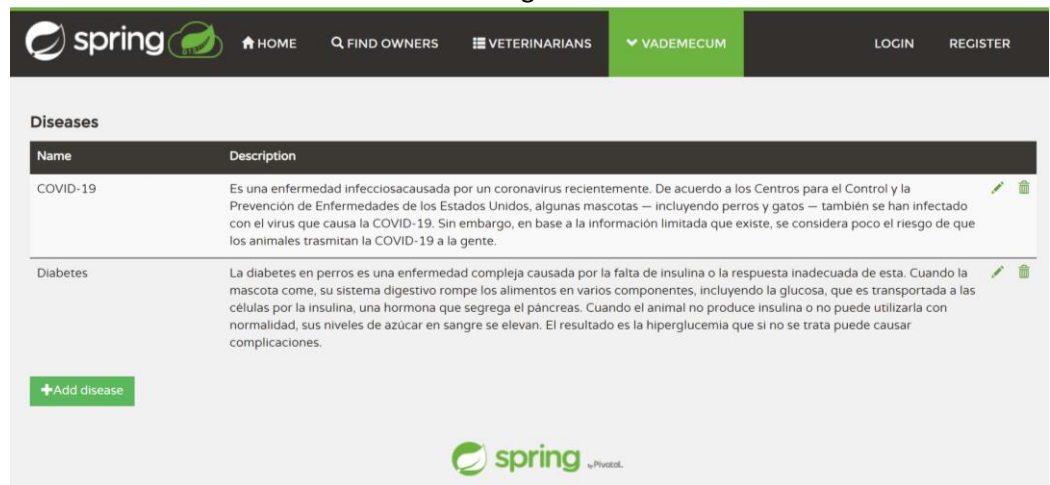 spring HOME FIND OWNERS VETERINARIANS VADEMECUM LOGIN REGISTER
Diseases
Name Description
COVID-19 Es una enfermedad infecciosacausada por un coronavirus recientemente. De acuerdo a los Centros para el Control y la
Prevención de Enfermedades de los Estados Unidos, algunas mascotas — incluyendo perros y gatos — también se han infectado
con el virus que causa la COVID-19. Sin embargo, en base a la información limitada que existe, se considera poco el riesgo de que
los animales trasmitan la COVID-19 a la gente.
Diabetes La diabetes en perros es una enfermedad compleja causada por la falta de insulina o la respuesta inadecuada de esta. Cuando la
mascota come, su sistema digestivo rompe los alimentos en varios componentes, incluyendo la glucosa, que es transportada a las
células por la insulina, una hormona que segrega el páncreas. Cuando el animal no produce insulina o no puede utilizarla con
normalidad, sus niveles de azúcar en sangre se elevan. El resultado es la hiperglucemia que si no se trata puede causar
complicaciones.
+Add disease
spring by Pivotal.